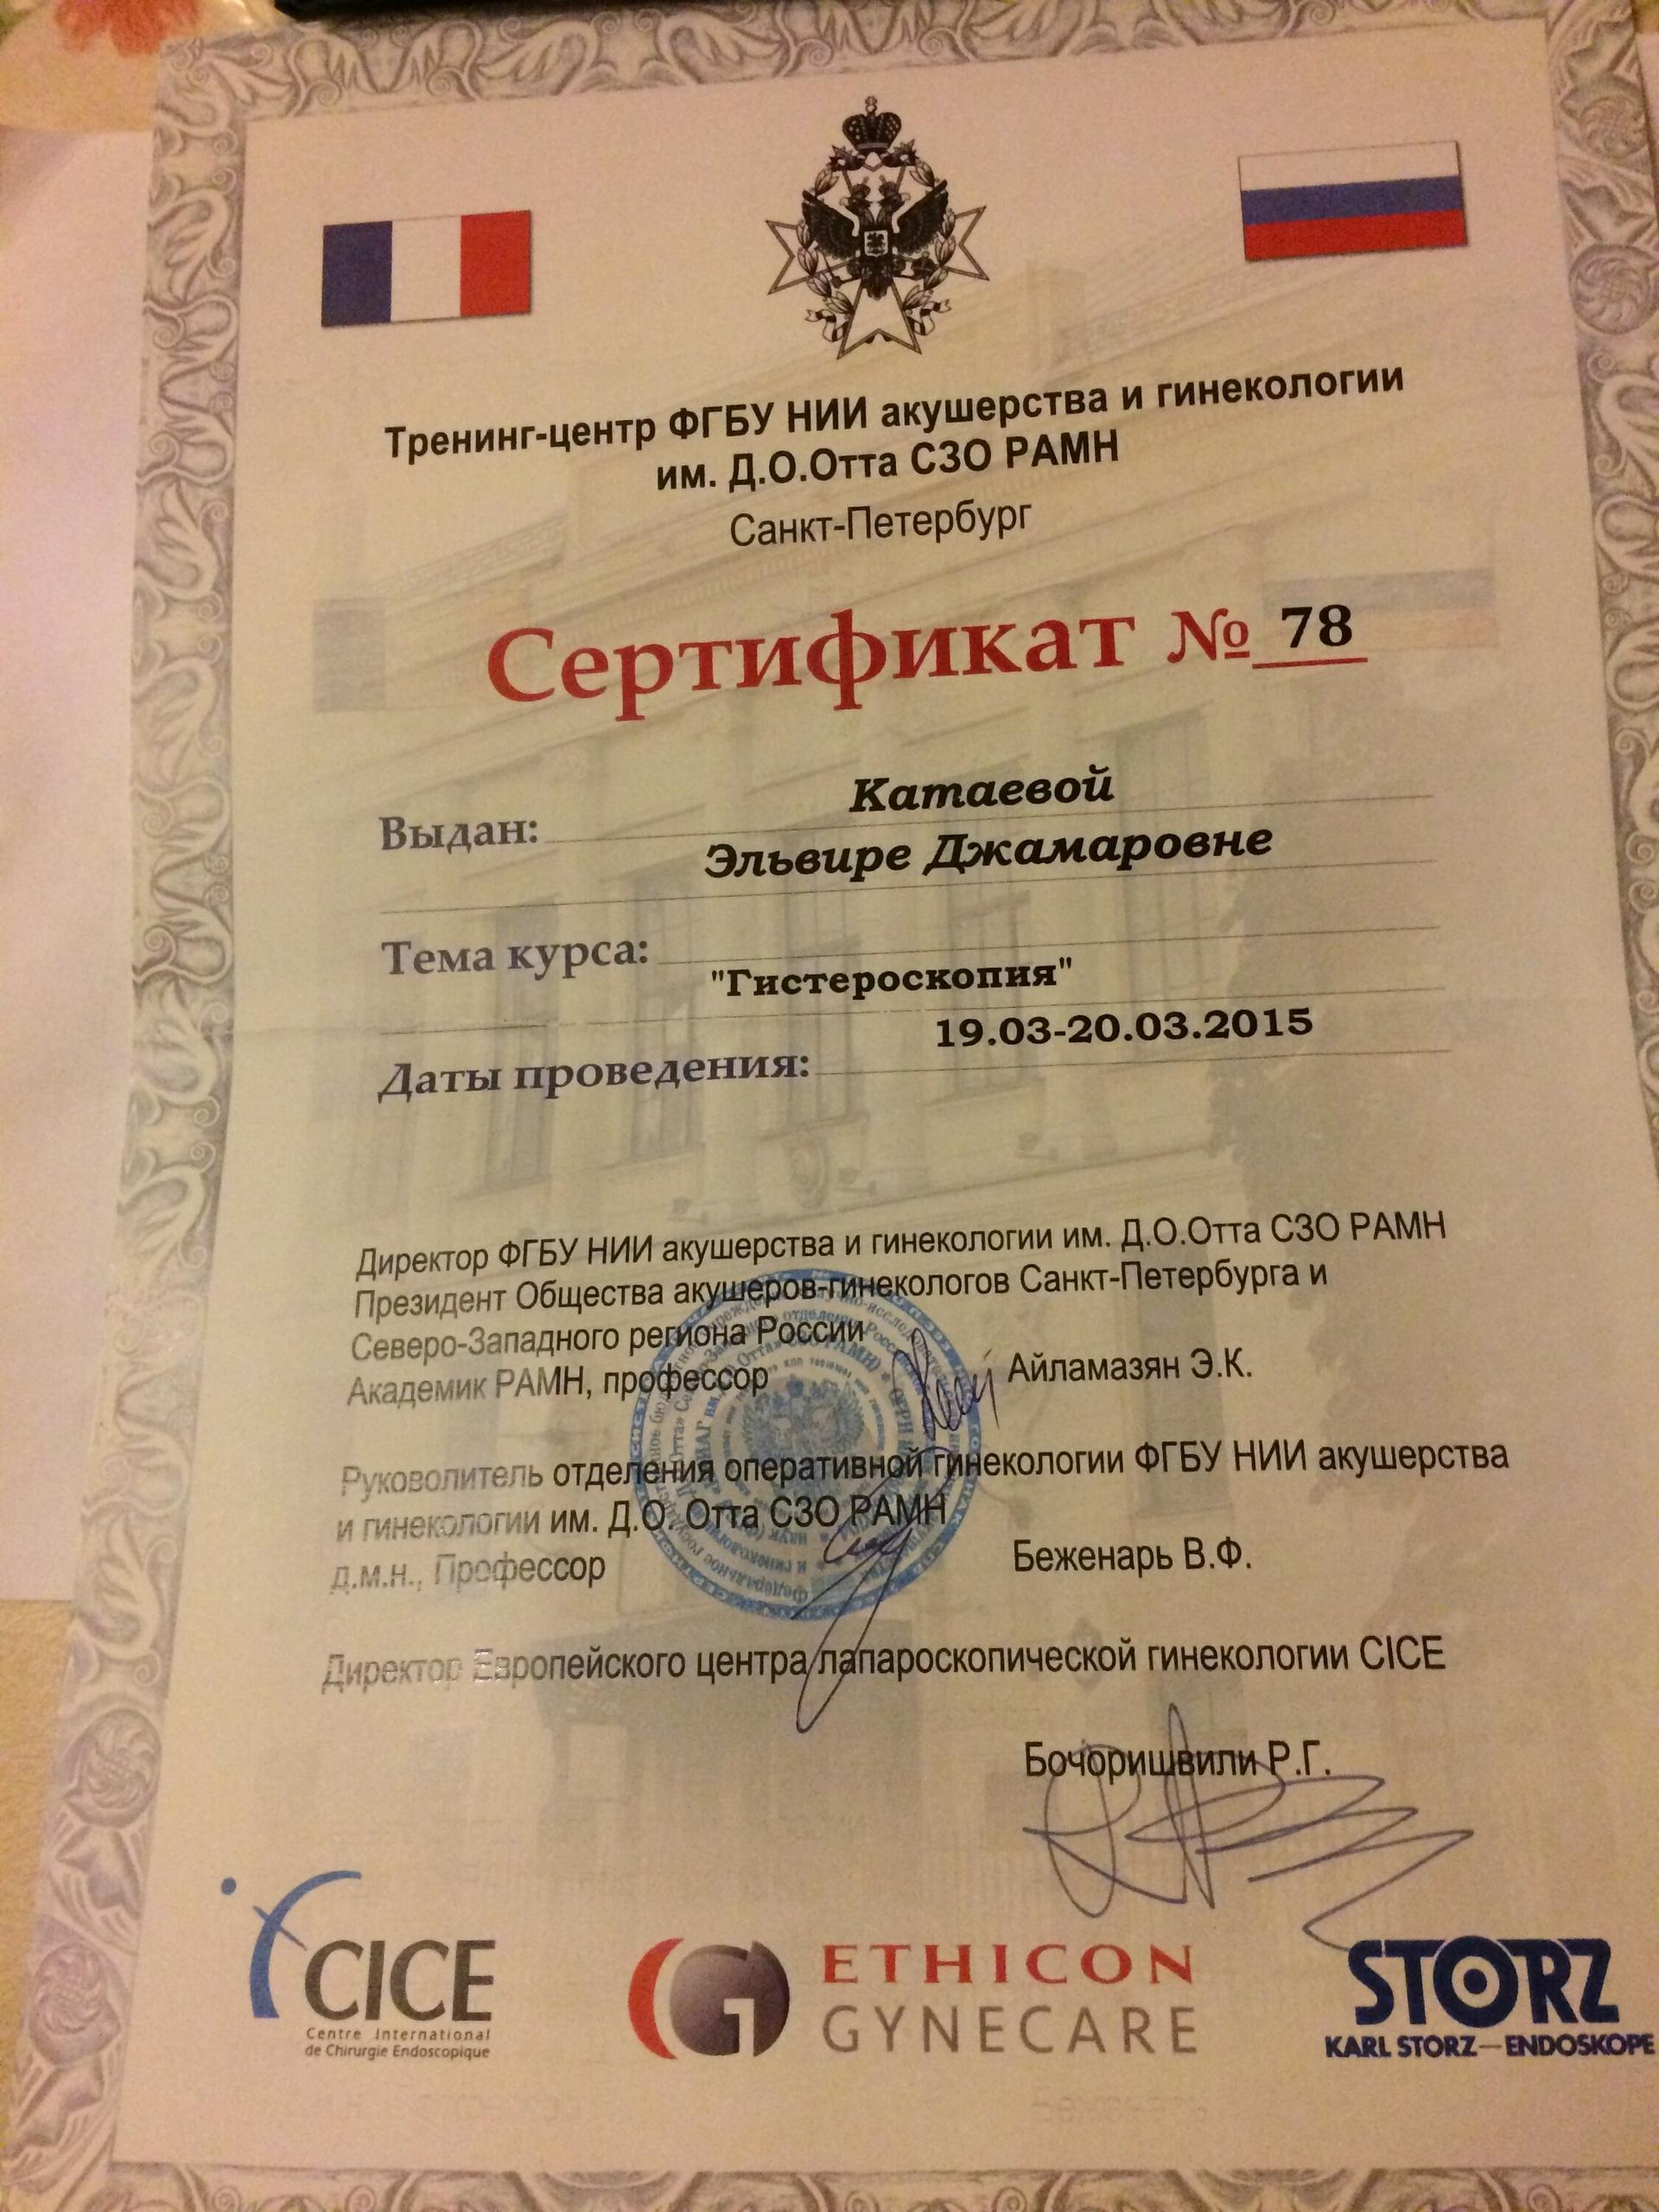 Тренинг-центр ФГБУ НИИ акушерства и гинекологии
им. Д.О.Отта СЗО РАМН
Санкт-Петербург
Сертификат № 78
Выдан: Катаевой
Эльвире Джамаровне
Тема курса:
"Гистероскопия"
Даты проведения: 19.03-20.03.2015
Директор ФГБУ НИИ акушерства и гинекологии им. Д.О.Отта СЗО РАМН
Президент Общества акушеров-гинекологов Санкт-Петербурга и
Северо-Западного региона России
Академик РАМН, профессор Айламазян Э.К.
Руководитель отделения оперативной гинекологии ФГБУ НИИ акушерства
и гинекологии им. Д.О. Отта СЗО РАМН
д.м.н., Профессор Беженарь В.Ф.
Директор Европейского центра лапароскопической гинекологии CICE
Бочоришвили Р.Г.
CICE
Centre International
de Chirurgie Endoscopique
ETHICON
GYNECARE
STORZ
KARL STORZ—ENDOSKOPE